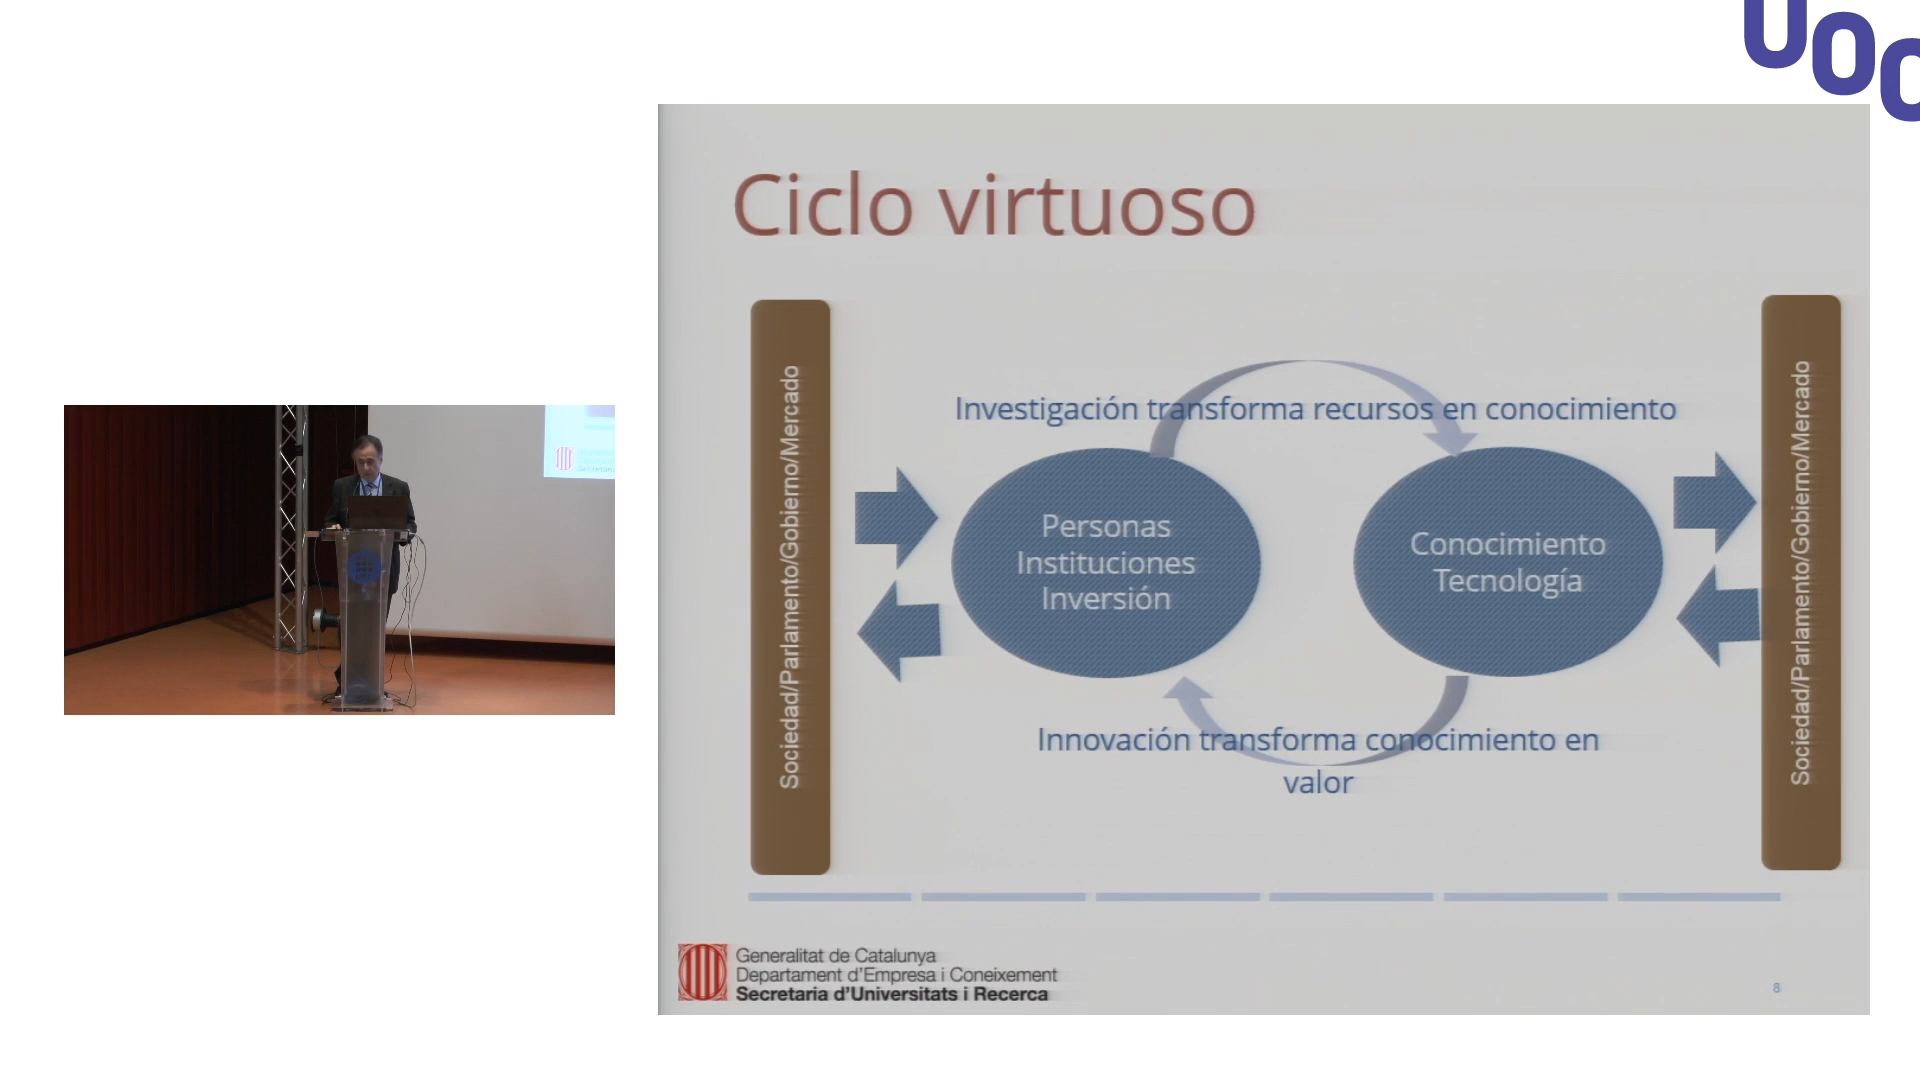 UOC
Ciclo virtuoso
Sociedad/Parlamento/Gobierno/Mercado
Investigación transforma recursos en conocimiento
Personas
Instituciones
Inversión
Conocimiento
Tecnología
Innovación transforma conocimiento en
valor
Sociedad/Parlamento/Gobierno/Mercado
Generalitat de Catalunya
Departament d'Empresa i Coneixement
Secretaria d'Universitats i Recerca
8